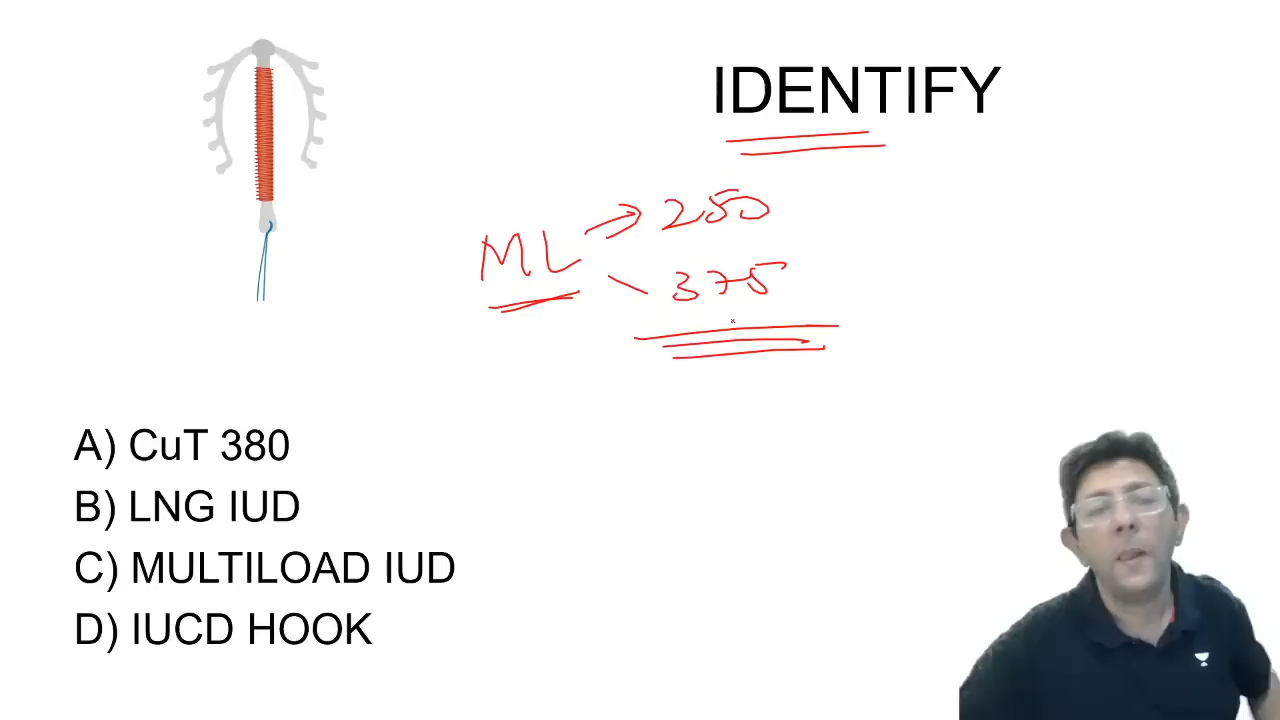 IDENTIFY
ML → 250
375
A) CuT 380
B) LNG IUD
C) MULTILOAD IUD
D) IUCD HOOK